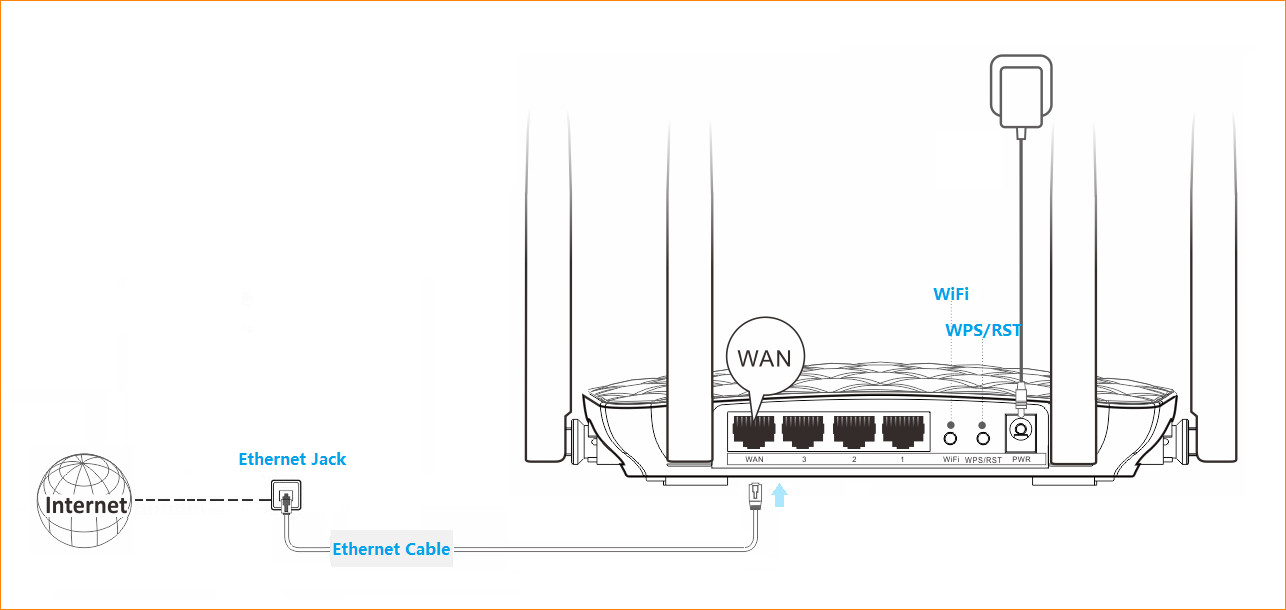 WiFi
WPS/RST
WAN
WAN 3 2 1 WiFi WPS/RST PWR
Ethernet Jack
Internet
Ethernet Cable